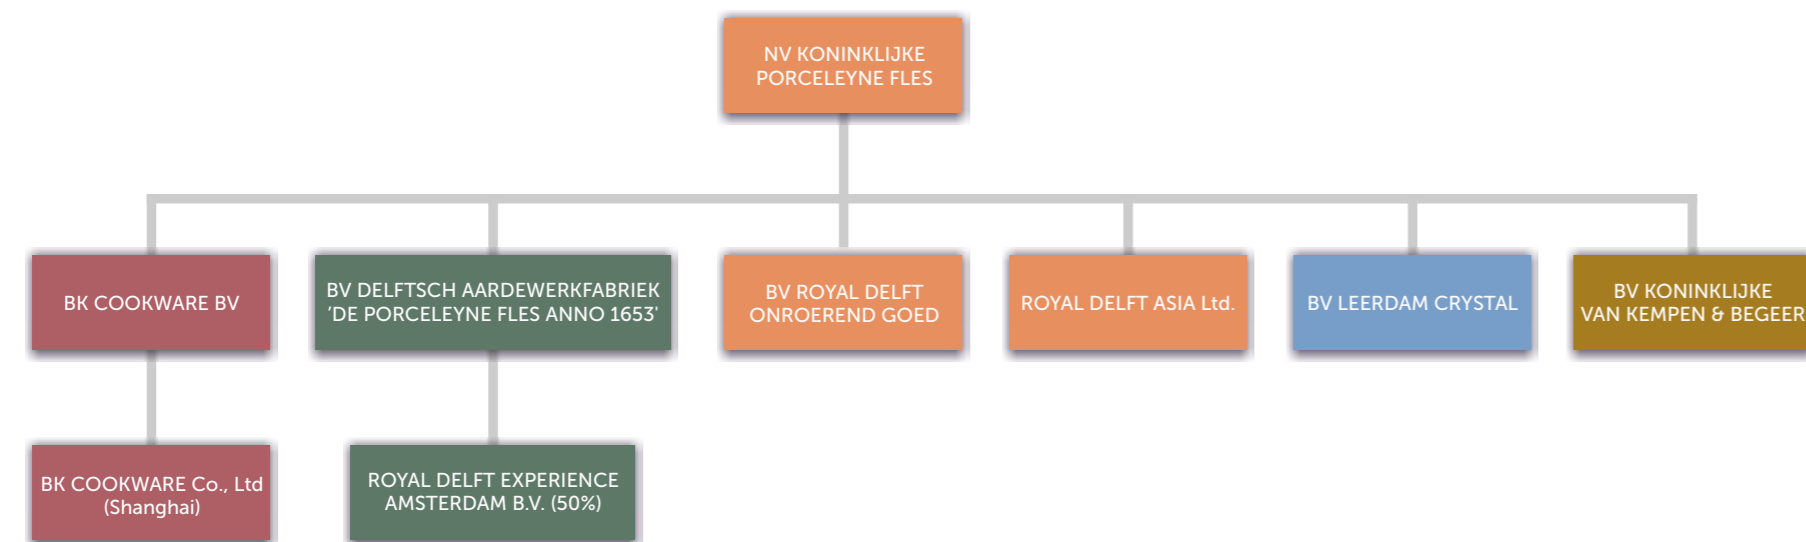 NV KONINKLIJKE
PORCELEYNE FLES
BK COOKWARE BV
BV DELFTSCH AARDEWERKFABRIEK
‘DE PORCELEYNE FLES ANNO 1653'
BV ROYAL DELFT
ONROEREND GOED
ROYAL DELFT ASIA Ltd.
BV LEERDAM CRYSTAL
BV KONINKLIJKE
VAN KEMPEN & BEGEER
BK COOKWARE Co., Ltd
(Shanghai)
ROYAL DELFT EXPERIENCE
AMSTERDAM B.V. (50%)